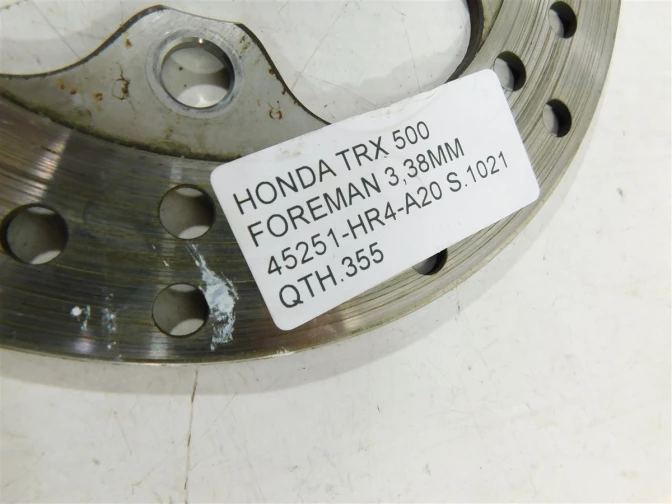 HONDA TRX 500
FOREMAN 3,38MM
45251-HR4-A20 S.1021
QTH.355